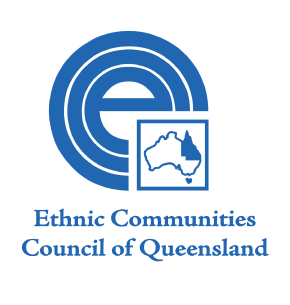 e
Ethnic Communities
Council of Queensland